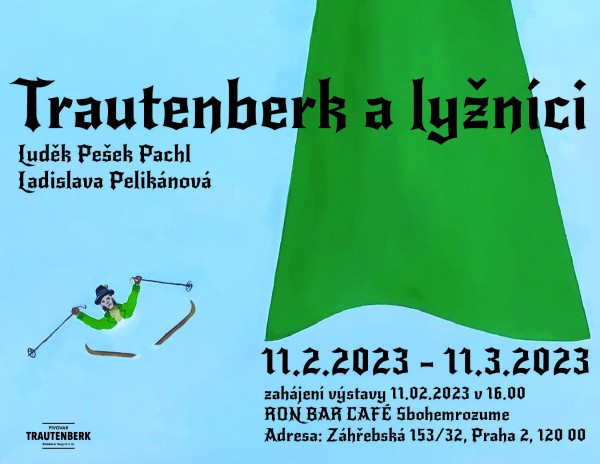 Trautenberk a lyžníci
Luděk Pešek Pachl
Ladislava Pelikánová
11.2.2023 - 11.3.2023
zahájení výstavy 11.02.2023 v 16.00
RON BAR CAFÉ Sbohemrozume
Adresa: Záhřebská 153/32, Praha 2, 120 00
PIVOVAR
TRAUTENBERK